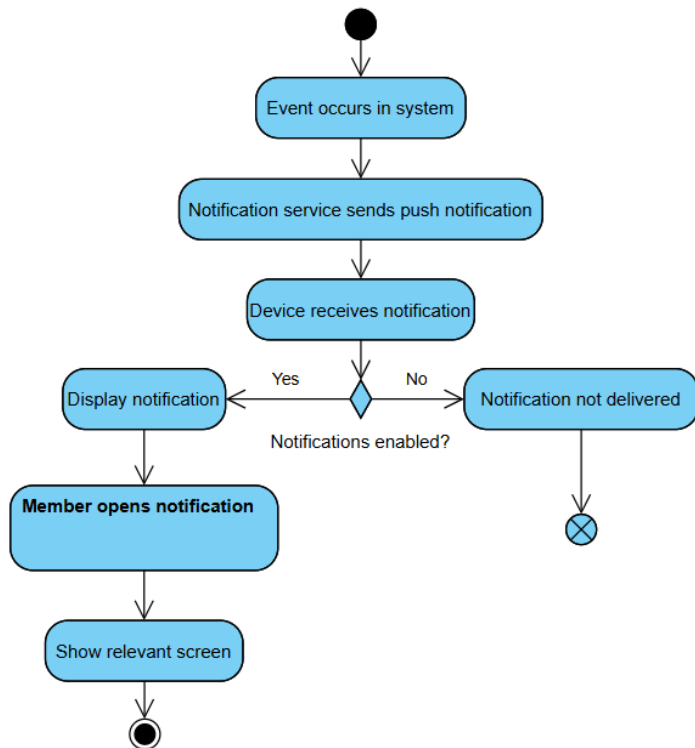 Event occurs in system
Notification service sends push notification
Device receives notification
Yes
No
Display notification
Notification not delivered
Notifications enabled?
Member opens notification
Show relevant screen